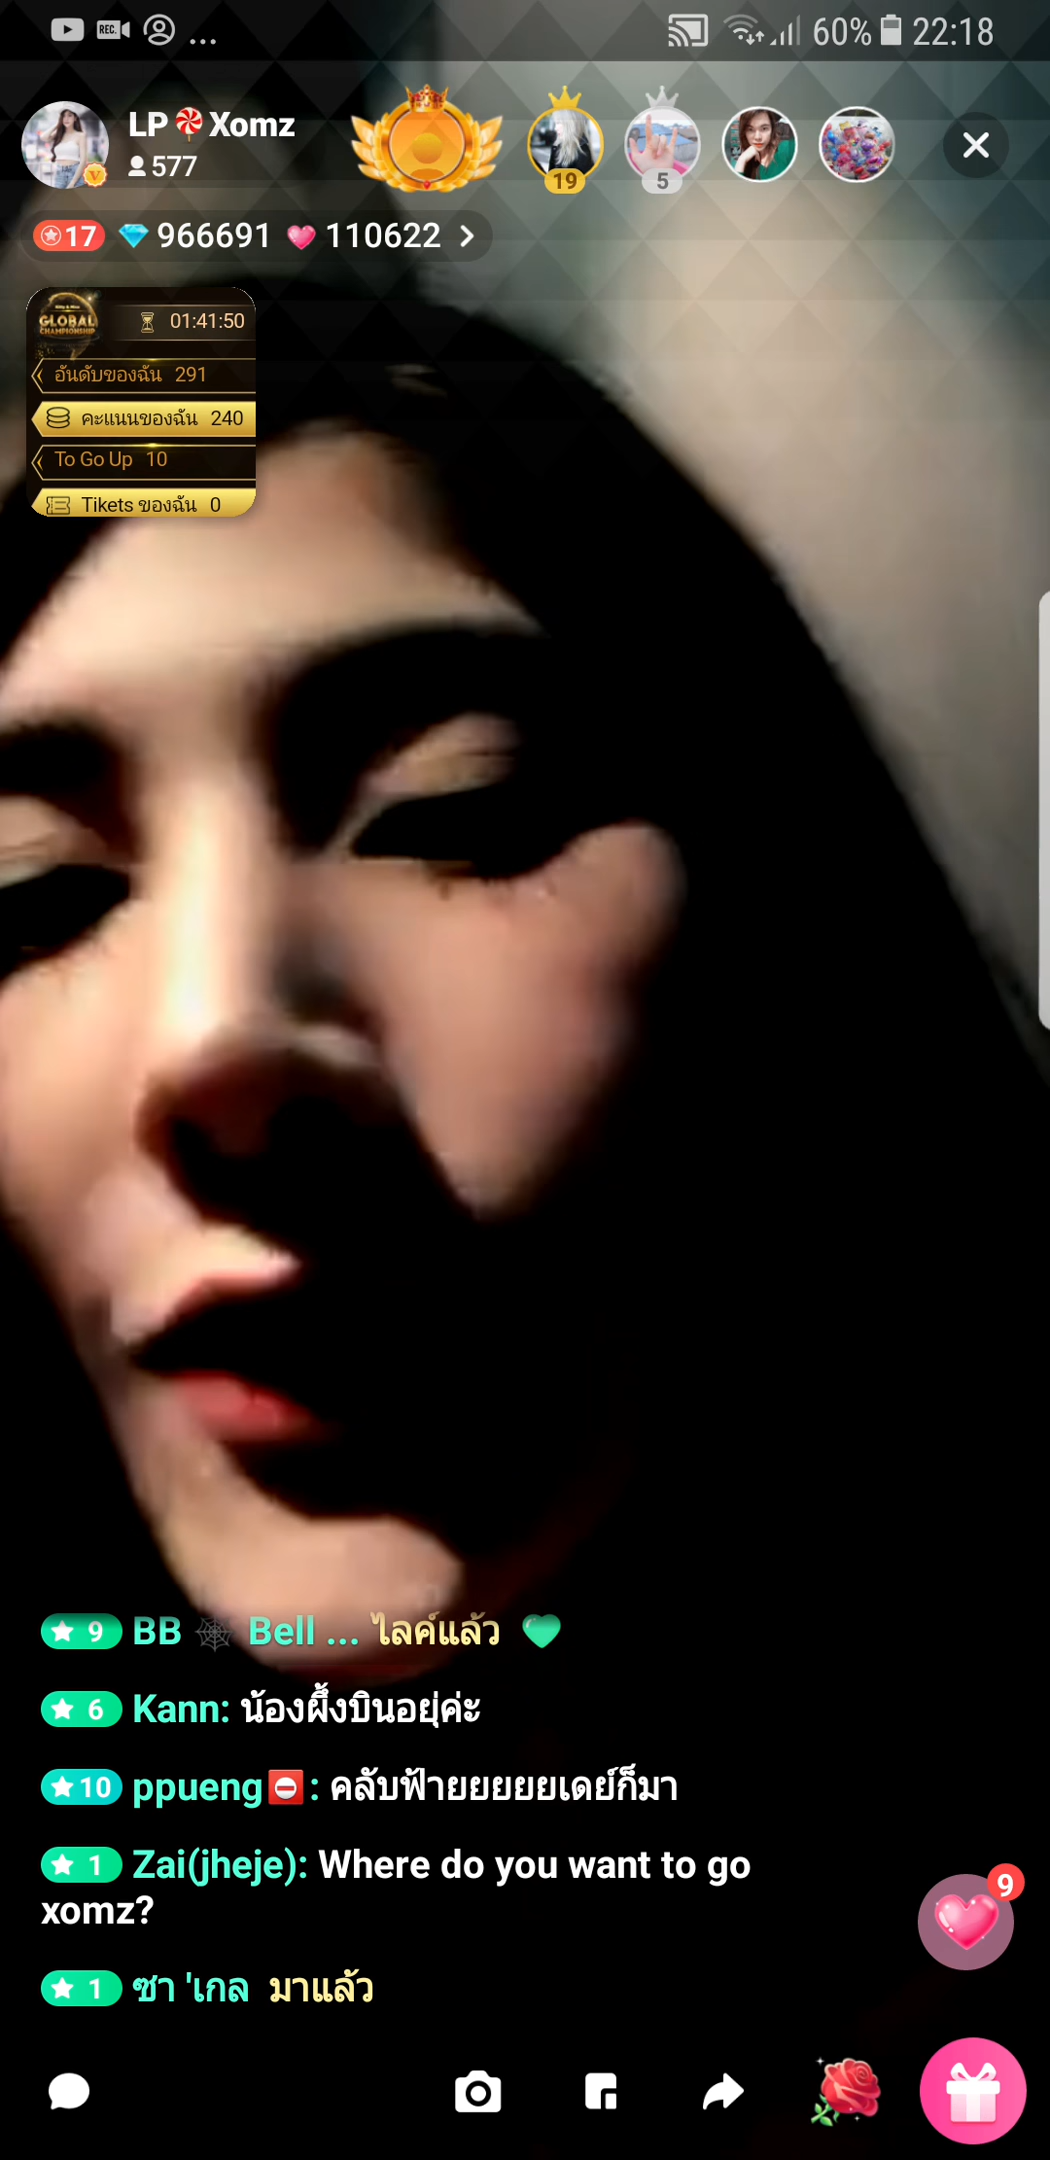 REC.
60%
22:18
LP Xomz
577
19
5
17
966691
110622
GLOBAL
CHAMPIONSHIP
01:41:50
อันดับของฉัน 291
คะแนนของฉัน 240
To Go Up 10
Tikets ของฉัน 0
9 BB Bell ... ไลค์แล้ว
6 Kann: น้องผึ้งบินอยู่ค่ะ
10 ppueng : คลับฟ้ายยยยยเดย์ก็มา
1 Zai(jheje): Where do you want to go
xomz?
9
1 ซา 'เกล มาแล้ว